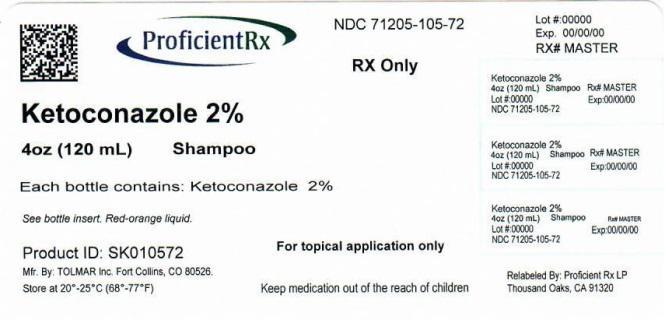 ProficientRx
NDC 71205-105-72
Lot #:00000
Exp. 00/00/00
RX# MASTER
RX Only
Ketoconazole 2%
4oz (120 mL) Shampoo
Each bottle contains: Ketoconazole 2%
See bottle insert. Red-orange liquid.
Product ID: SK010572
For topical application only
Mfr. By: TOLMAR Inc. Fort Collins, CO 80526.
Store at 20°-25°C (68°-77°F)
Keep medication out of the reach of children
Ketoconazole 2%
4oz (120 mL) Shampoo Rx# MASTER
Lot #:00000 Exp:00/00/00
NDC 71205-105-72
Ketoconazole 2%
4oz (120 mL) Shampoo Rx# MASTER
Lot #:00000 Exp:00/00/00
NDC 71205-105-72
Ketoconazole 2%
4oz (120 mL) Shampoo Rx# MASTER
Lot #:00000 Exp:00/00/00
NDC 71205-105-72
Relabeled By: Proficient Rx LP
Thousand Oaks, CA 91320